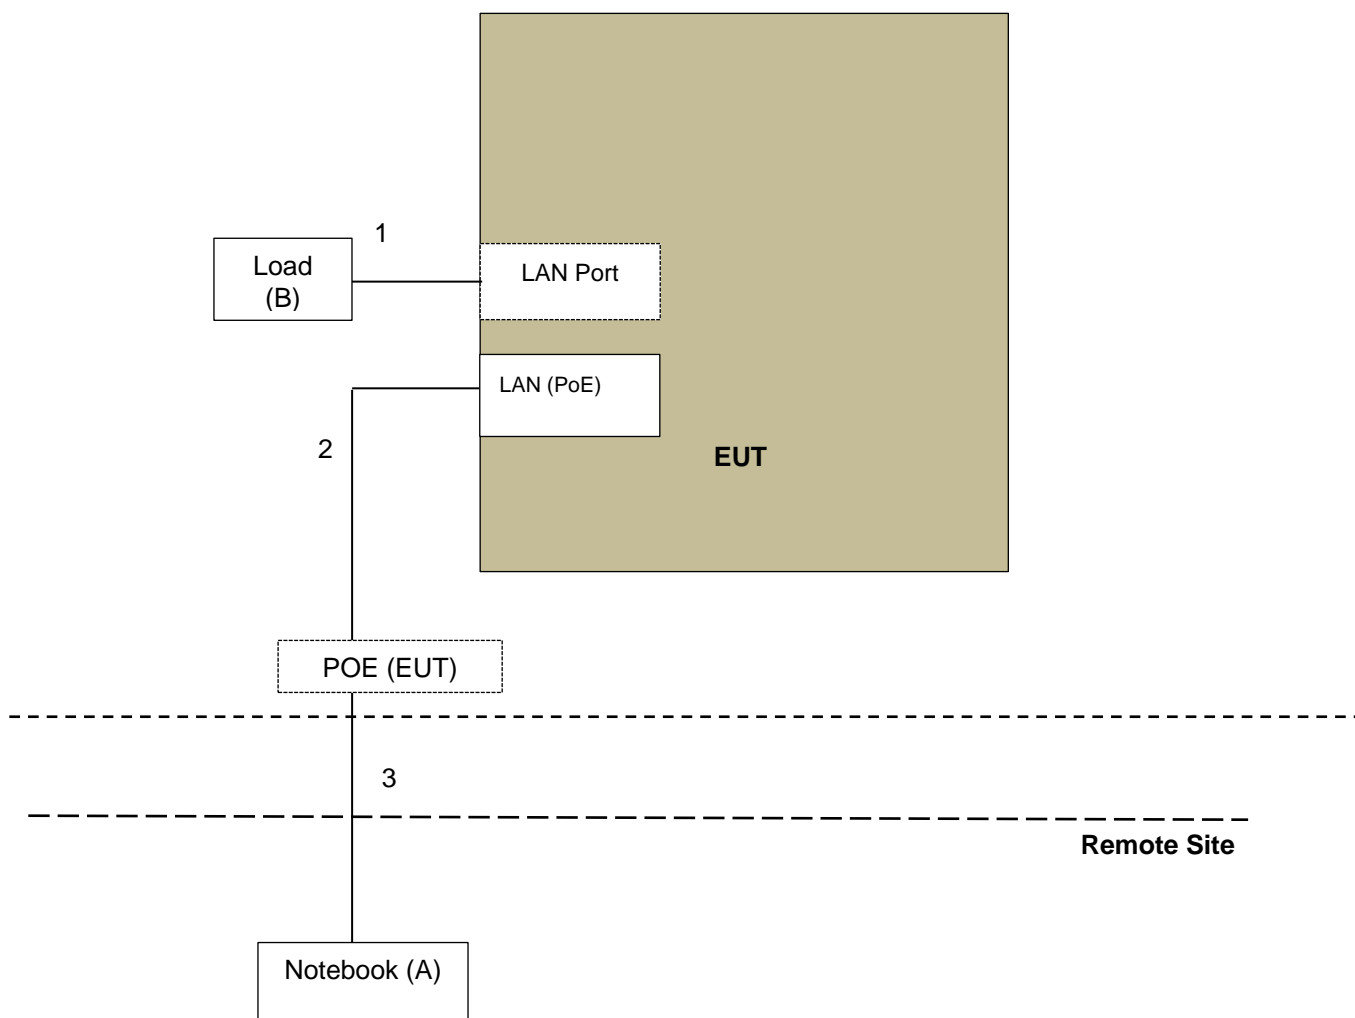 1
Load
(B)
LAN Port
LAN (PoE)
2
EUT
POE (EUT)
3
Remote Site
Notebook (A)